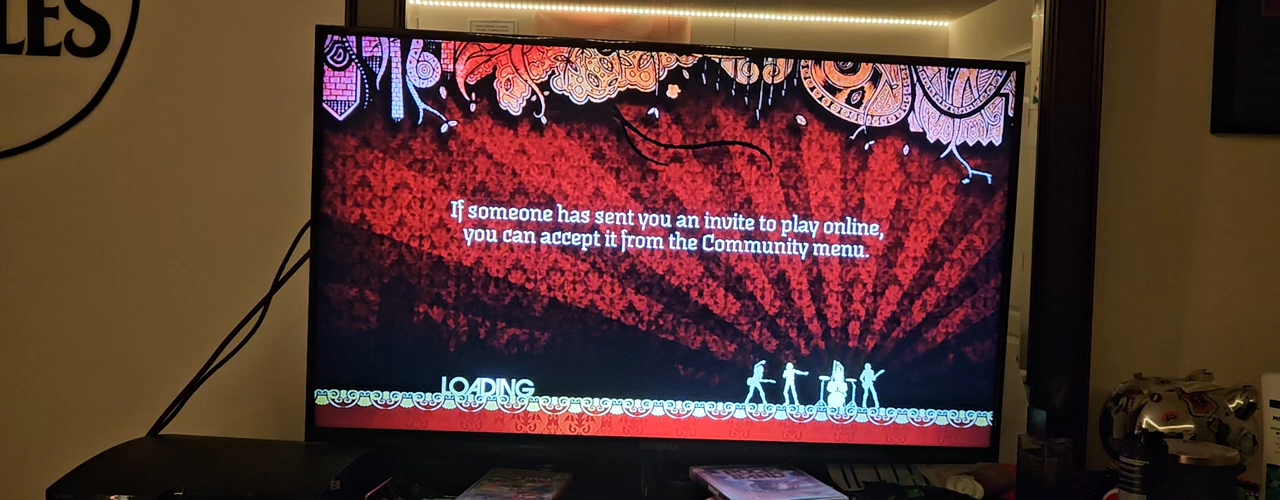 LES
If someone has sent you an invite to play online,
you can accept it from the Community menu.
LOADING